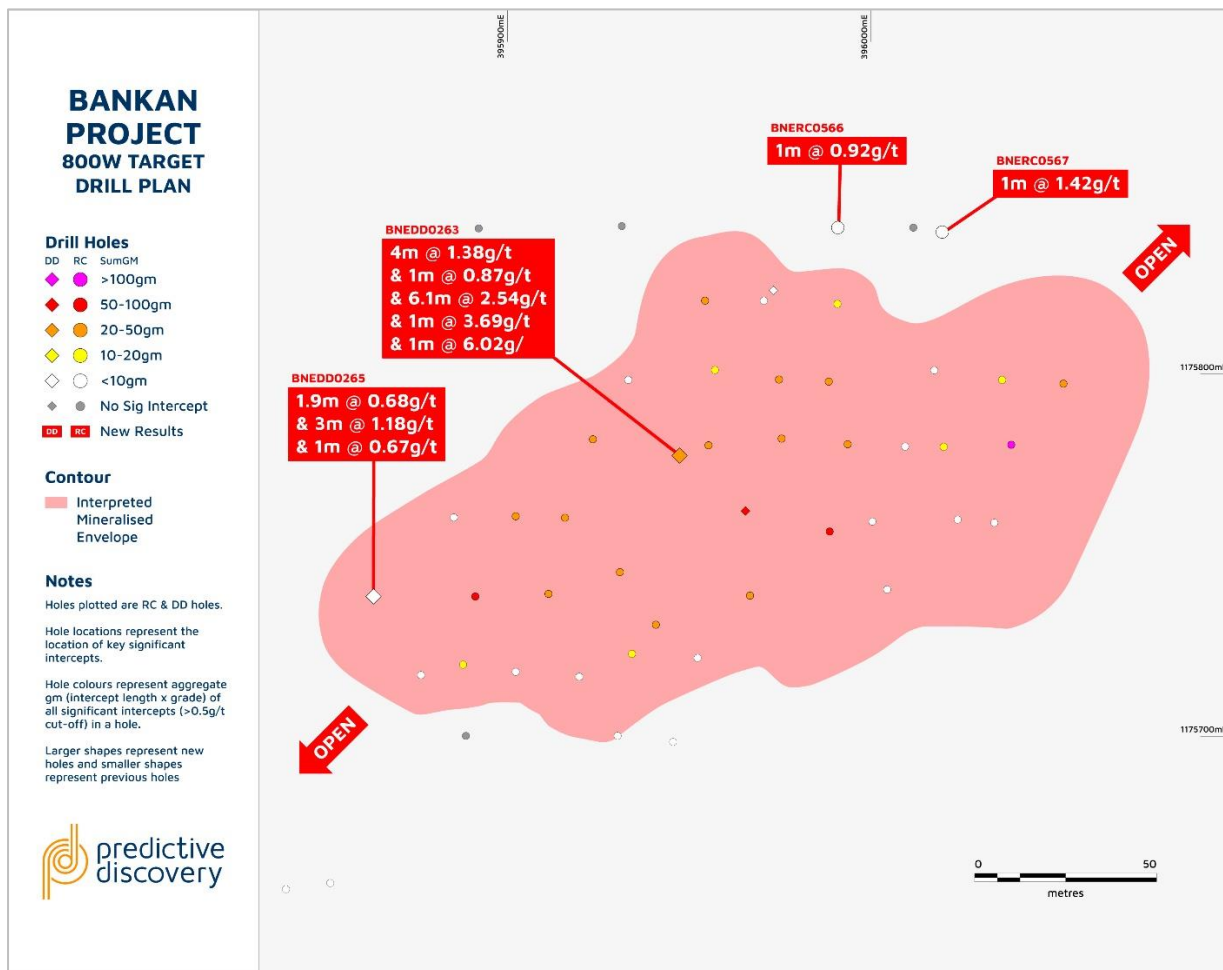 BANKAN
PROJECT
800W TARGET
DRILL PLAN
Drill Holes
DD RC SumGM
>100gm
50-100gm
20-50gm
10-20gm
<10gm
No Sig Intercept
DD RC New Results
Contour
Interpreted
Mineralised
Envelope
Notes
Holes plotted are RC & DD holes.
Hole locations represent the
location of key significant
intercepts.
Hole colours represent aggregate
gm (intercept length x grade) of
all significant intercepts (>0.5g/t
cut-off) in a hole.
Larger shapes represent new
holes and smaller shapes
represent previous holes
predictive
discovery
395900mE
396000mE
BNERC0566
1m @ 0.92g/t
BNERC0567
1m @ 1.42g/t
BNEDD0263
4m @ 1.38g/t
& 1m @ 0.87g/t
& 6.1m @ 2.54g/t
& 1m @ 3.69g/t
& 1m @ 6.02g/
OPEN
BNEDD0265
1.9m @ 0.68g/t
& 3m @ 1.18g/t
& 1m @ 0.67g/t
1175800m
OPEN
1175700m
0 50
metres